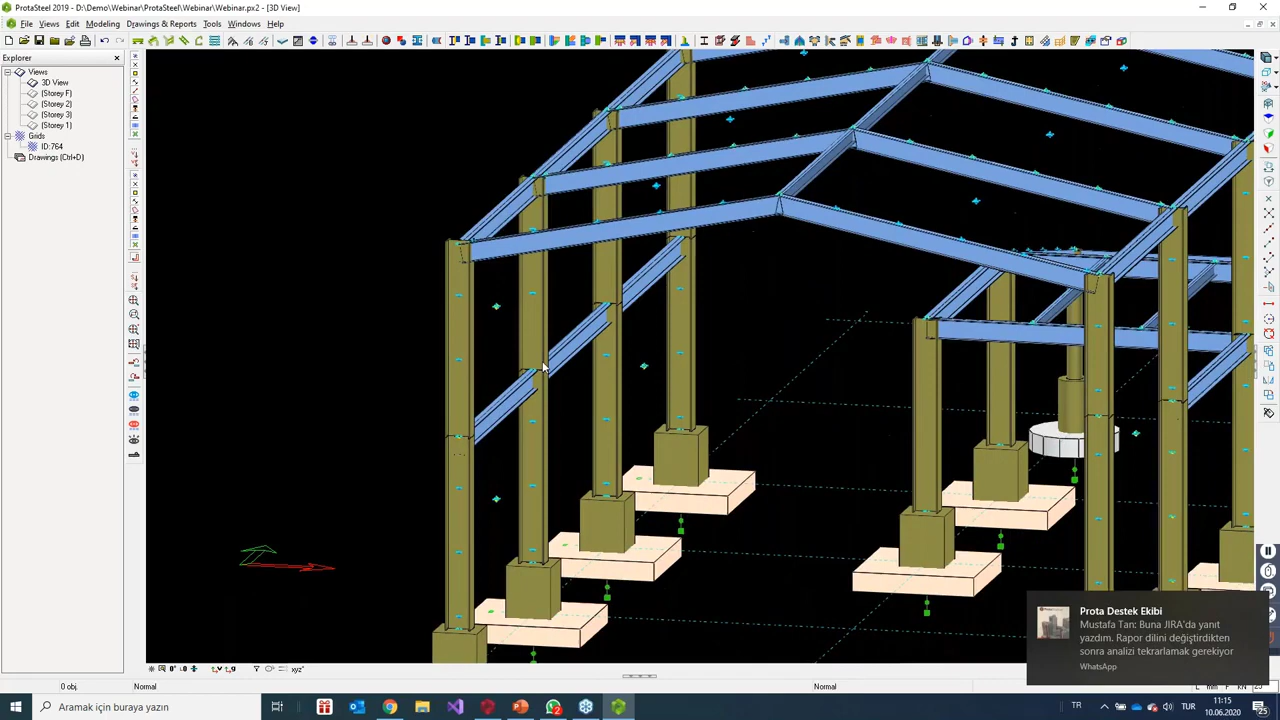 ProtaSteel 2019 - D:\Demo\Webinar\ProtaSteel\Webinar.px2 - [3D View]
File Views Edit Modeling Drawings & Reports Tools Windows Help
Explorer
Views
3D View
(Storey F)
(Storey 2)
(Storey 3)
(Storey 1)
Grids
ID:764
Drawings (Ctrl+D)
Prota Destek Ekibi
Mustafa Tan: Buna JIRA'da yanıt
yazdım. Rapor dilini değiştirdikten
sonra analizi tekrarlamak gerekiyor
WhatsApp
0 obj. Normal Normal
Aramak için buraya yazın
TR
TUR
11:15
10.06.2020